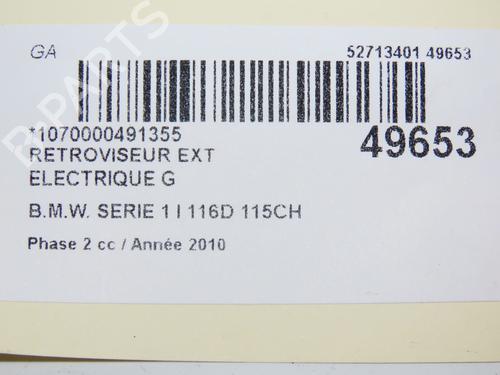 GA 52713401 49653
*1070000491355 49653
RETROVISEUR EXT
ELECTRIQUE G
B.M.W. SERIE 1 I 116D 115CH
Phase 2 cc / Année 2010
B-PARTS